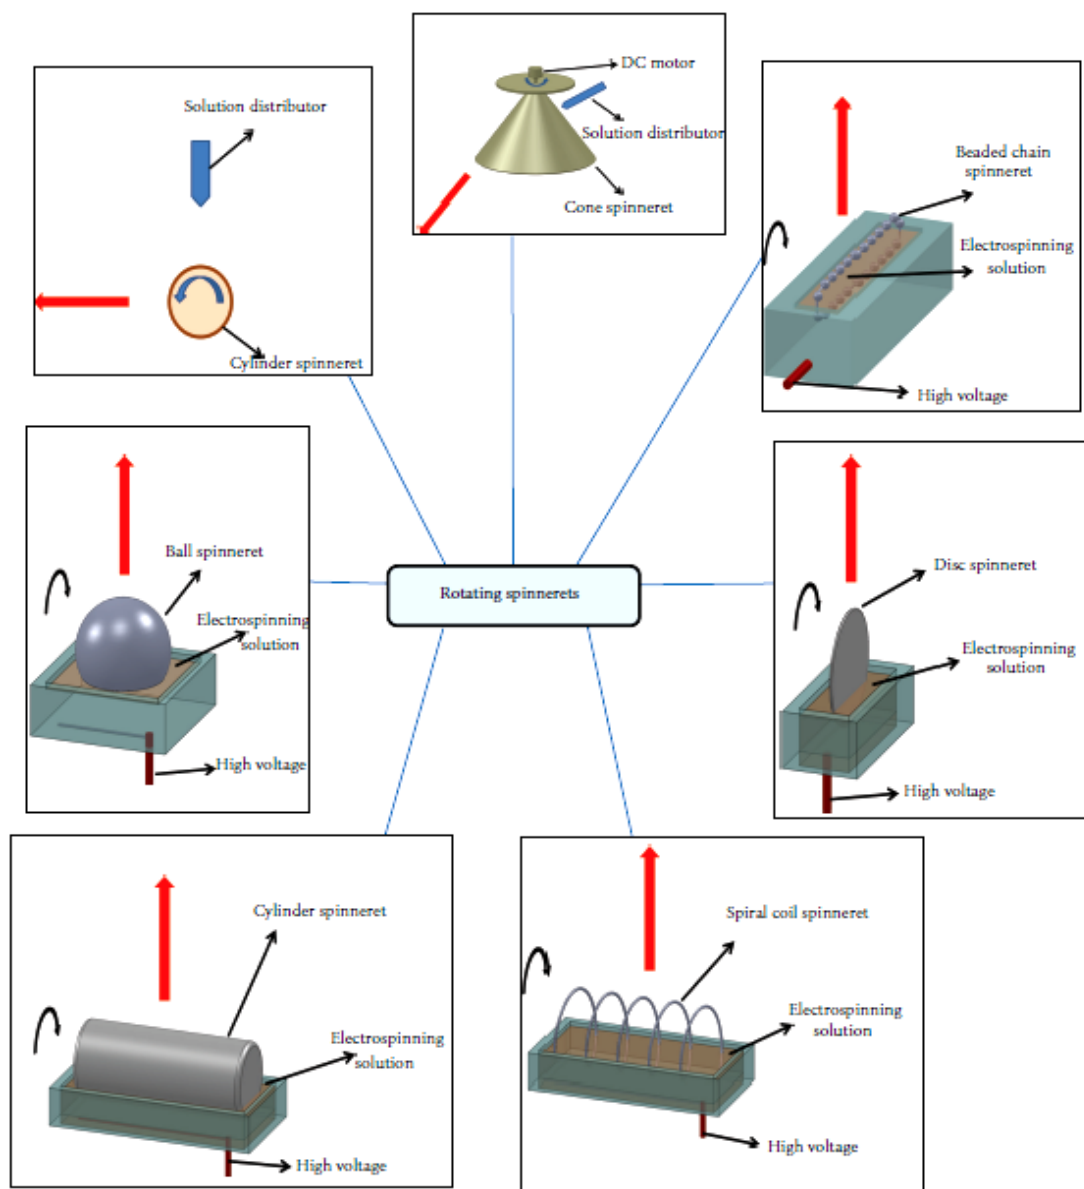 Solution distributor
Cylinder spinneret
DC motor
Solution distributor
Cone spinneret
Beaded chain
spinneret
Electrospinning
solution
High voltage
Ball spinneret
Electrospinning
solution
High voltage
Rotating spinnerets
Disc spinneret
Electrospinning
solution
High voltage
Cylinder spinneret
Electrospinning
solution
High voltage
Spiral coil spinneret
Electrospinning
solution
High voltage